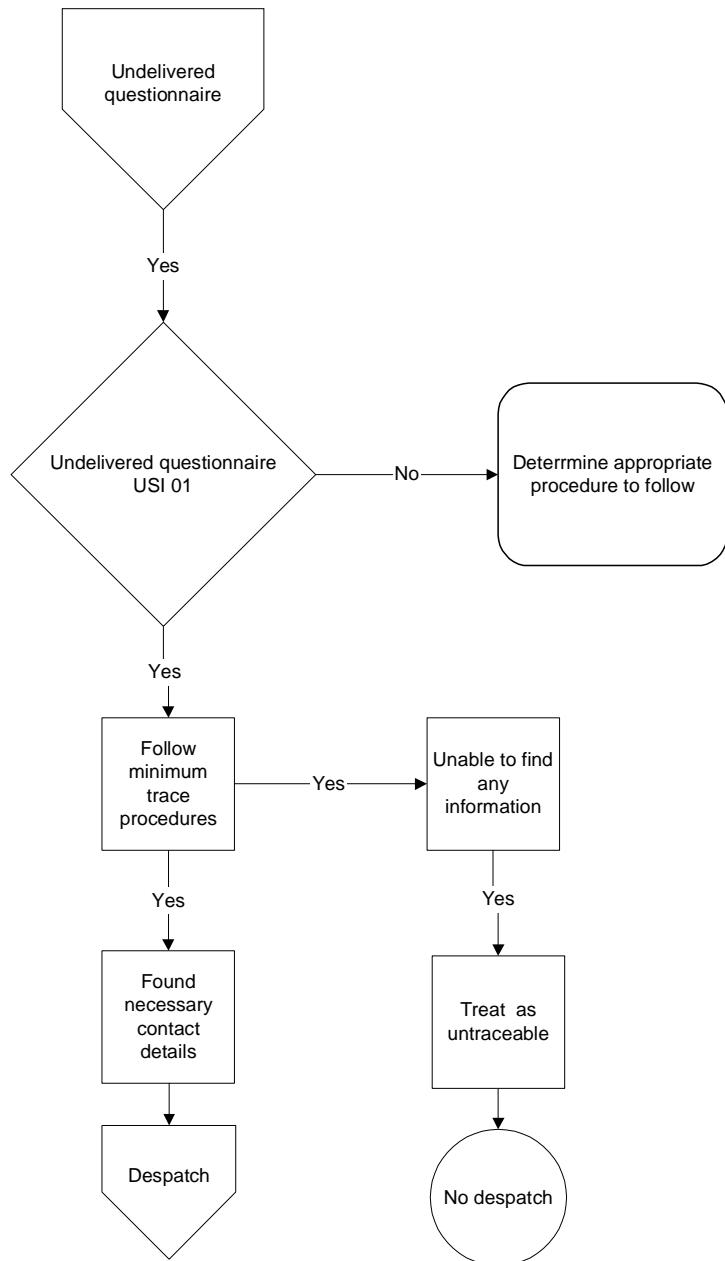 Undelivered
questionnaire
Yes
Undelivered questionnaire
USI 01
No
Deterrmine appropriate
procedure to follow
Yes
Follow
minimum
trace
procedures
Yes
Unable to find
any
information
Yes
Yes
Found
necessary
contact
details
Treat as
untraceable
Despatch
No despatch